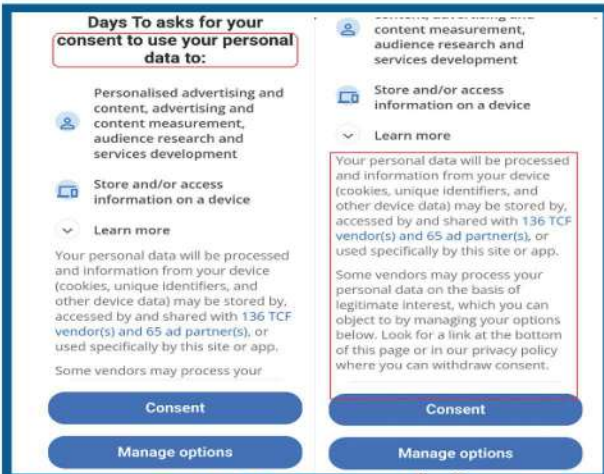 Days To asks for your
consent to use your personal
data to:
Personalised advertising and
content, advertising and
content measurement,
audience research and
services development
Store and/or access
information on a device
Learn more
Your personal data will be processed
and information from your device
(cookies, unique identifiers, and
other device data) may be stored by,
accessed by and shared with 136 TCF
vendor(s) and 65 ad partner(s), or
used specifically by this site or app.
Some vendors may process your
Consent
Manage options
content, advertising and
content measurement,
audience research and
services development
Store and/or access
information on a device
Learn more
Your personal data will be processed
and information from your device
(cookies, unique identifiers, and
other device data) may be stored by,
accessed by and shared with 136 TCF
vendor(s) and 65 ad partner(s), or
used specifically by this site or app.
Some vendors may process your
personal data on the basis of
legitimate interest, which you can
object to by managing your options
below. Look for a link at the bottom
of this page or in our privacy policy
where you can withdraw consent.
Consent
Manage options